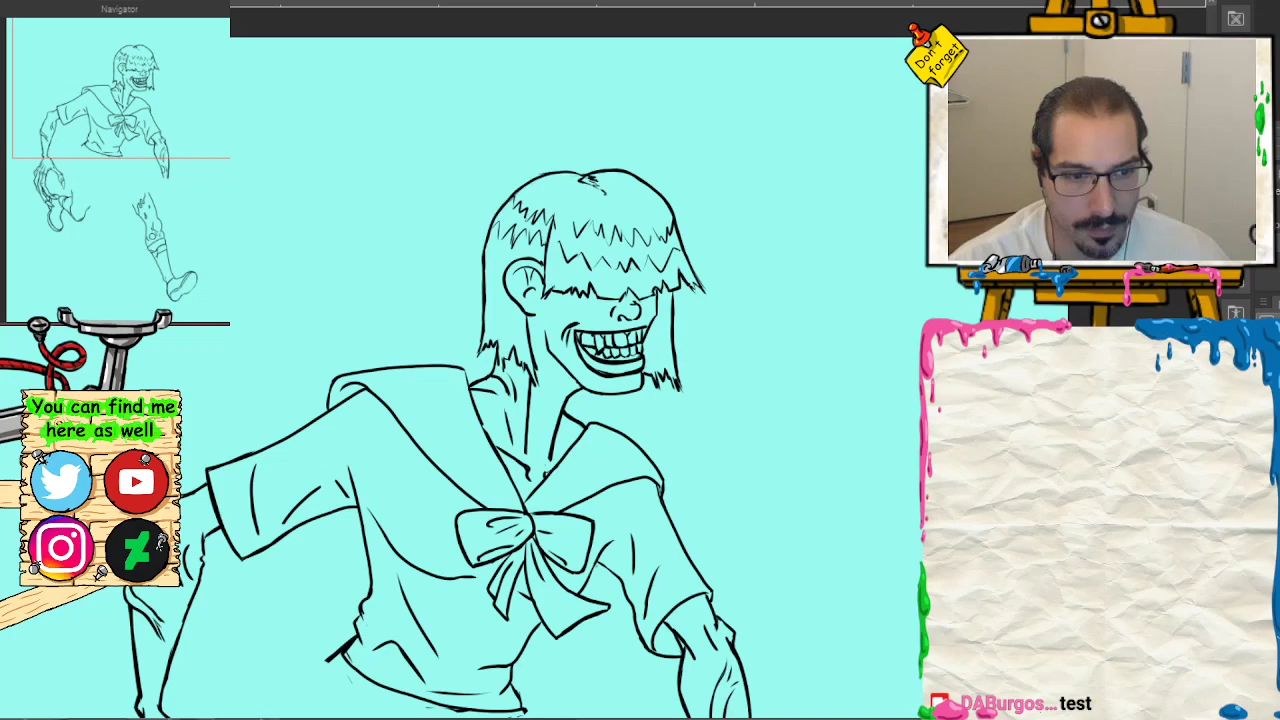 Navigator
Don't
forget
You can find me
here as well
DABurgos... test